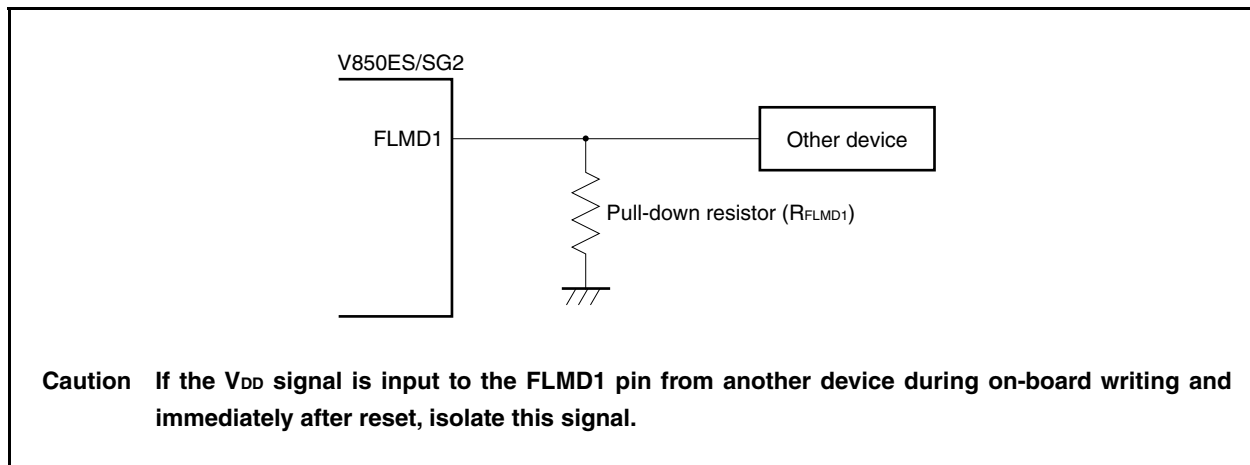 V850ES/SG2
FLMD1
Other device
Pull-down resistor (RFLMD1)
Caution If the VDD signal is input to the FLMD1 pin from another device during on-board writing and
immediately after reset, isolate this signal.